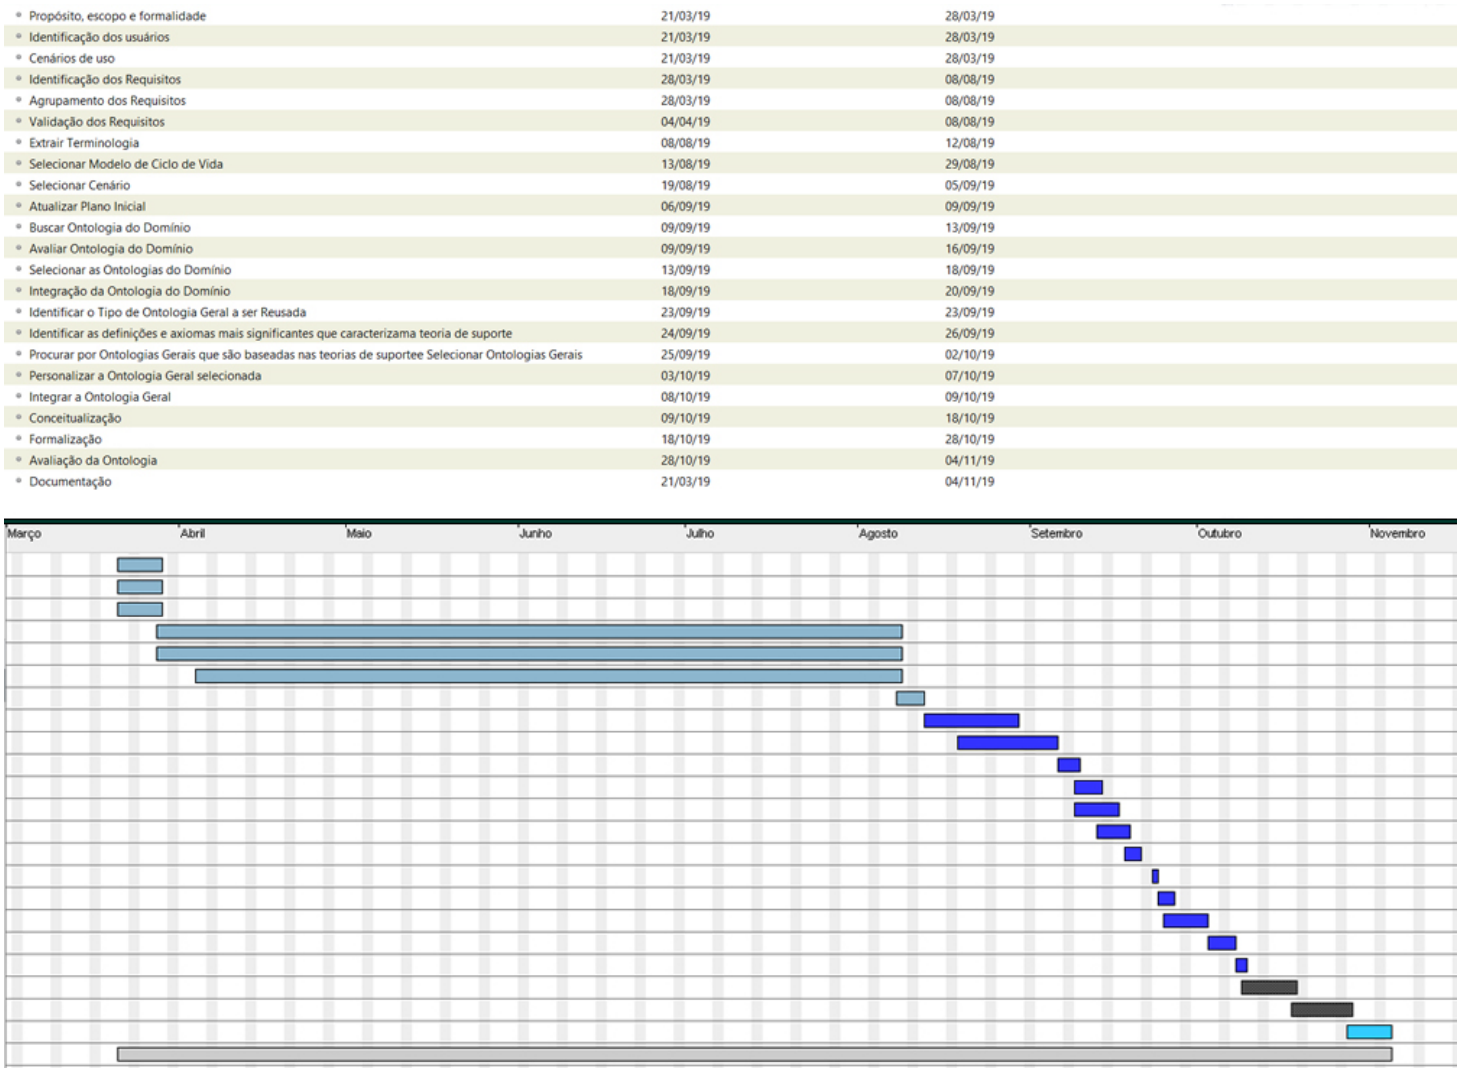 Propósito, escopo e formalidade 21/03/19 28/03/19
Identificação dos usuários 21/03/19 28/03/19
Cenários de uso 21/03/19 28/03/19
Identificação dos Requisitos 28/03/19 08/08/19
Agrupamento dos Requisitos 28/03/19 08/08/19
Validação dos Requisitos 04/04/19 08/08/19
Extrair Terminologia 08/08/19 12/08/19
Selecionar Modelo de Ciclo de Vida 13/08/19 29/08/19
Selecionar Cenário 19/08/19 05/09/19
Atualizar Plano Inicial 06/09/19 09/09/19
Buscar Ontologia do Domínio 09/09/19 13/09/19
Avaliar Ontologia do Domínio 09/09/19 16/09/19
Selecionar as Ontologias do Domínio 13/09/19 18/09/19
Integração da Ontologia do Domínio 18/09/19 20/09/19
Identificar o Tipo de Ontologia Geral a ser Reusada 23/09/19 23/09/19
Identificar as definições e axiomas mais significantes que caracterizama teoria de suporte 24/09/19 26/09/19
Procurar por Ontologias Gerais que são baseadas nas teorias de suportee Selecionar Ontologias Gerais 25/09/19 02/10/19
Personalizar a Ontologia Geral selecionada 03/10/19 07/10/19
Integrar a Ontologia Geral 08/10/19 09/10/19
Conceitualização 09/10/19 18/10/19
Formalização 18/10/19 28/10/19
Avaliação da Ontologia 28/10/19 04/11/19
Documentação 21/03/19 04/11/19
Março Abril Maio Junho Julho Agosto Setembro Outubro Novembro